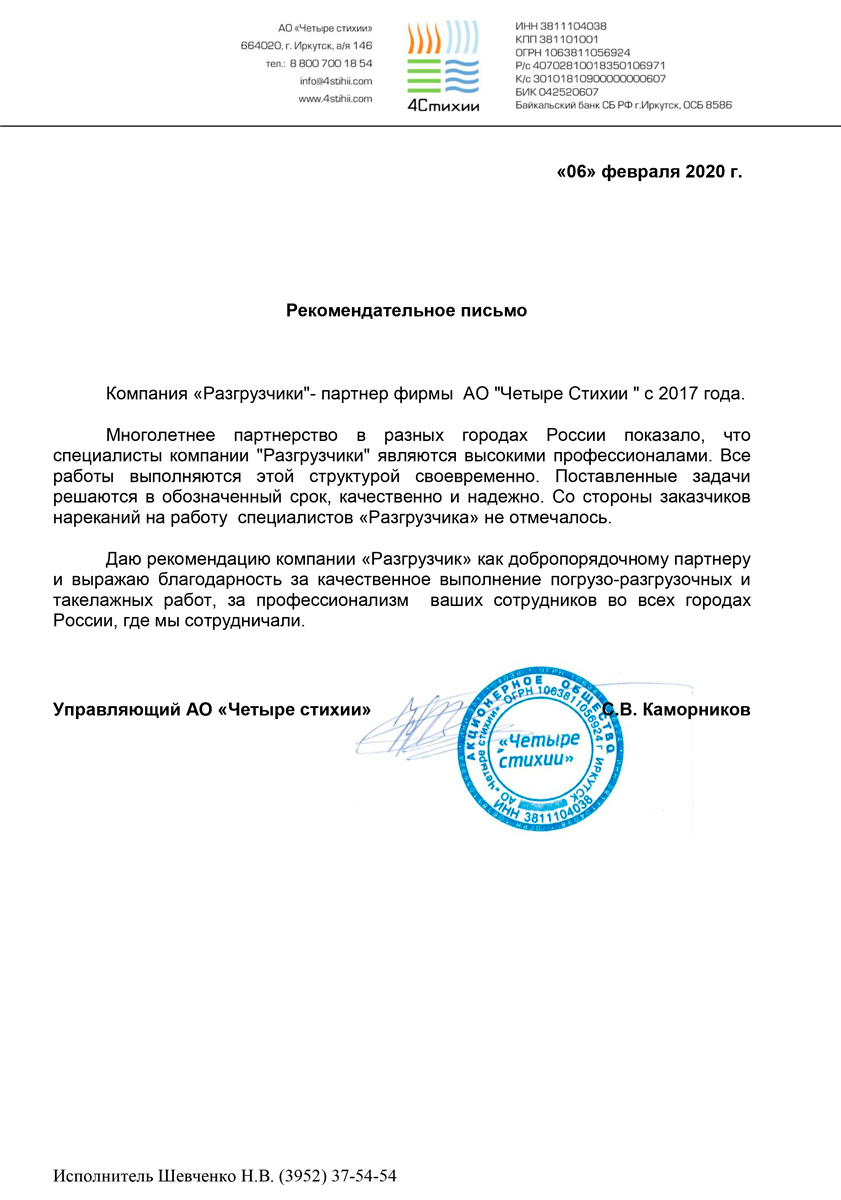 АО «Четыре стихии»
664020, г. Иркутск, а/я 146
тел.: 8 800 700 18 54
info@4stihii.com
www.4stihii.com
4Стихии
ИНН 3811104038
КПП 381101001
ОГРН 1063811056924
Р/с 40702810018350106971
К/с 30101810900000000607
БИК 042520607
Байкальский банк СБ РФ г.Иркутск, ОСБ 8586
«06» февраля 2020 г.
Рекомендательное письмо
Компания «Разгрузчики"- партнер фирмы АО "Четыре Стихии " с 2017 года.
Многолетнее партнерство в разных городах России показало, что
специалисты компании "Разгрузчики" являются высокими профессионалами. Все
работы выполняются этой структурой своевременно. Поставленные задачи
решаются в обозначенный срок, качественно и надежно. Со стороны заказчиков
нареканий на работу специалистов «Разгрузчика» не отмечалось.
Даю рекомендацию компании «Разгрузчик» как добропорядочному партнеру
и выражаю благодарность за качественное выполнение погрузо-разгрузочных и
такелажных работ, за профессионализм ваших сотрудников во всех городах
России, где мы сотрудничали.
Управляющий АО «Четыре стихии» С.В. Каморников
АКЦИОНЕРНОЕ ОБЩЕСТВО
ИНН 3811104038
АО «Четыре стихии» ОГРН 1063811056924 г ИРКУТСК
«Четыре
стихии»
Исполнитель Шевченко Н.В. (3952) 37-54-54